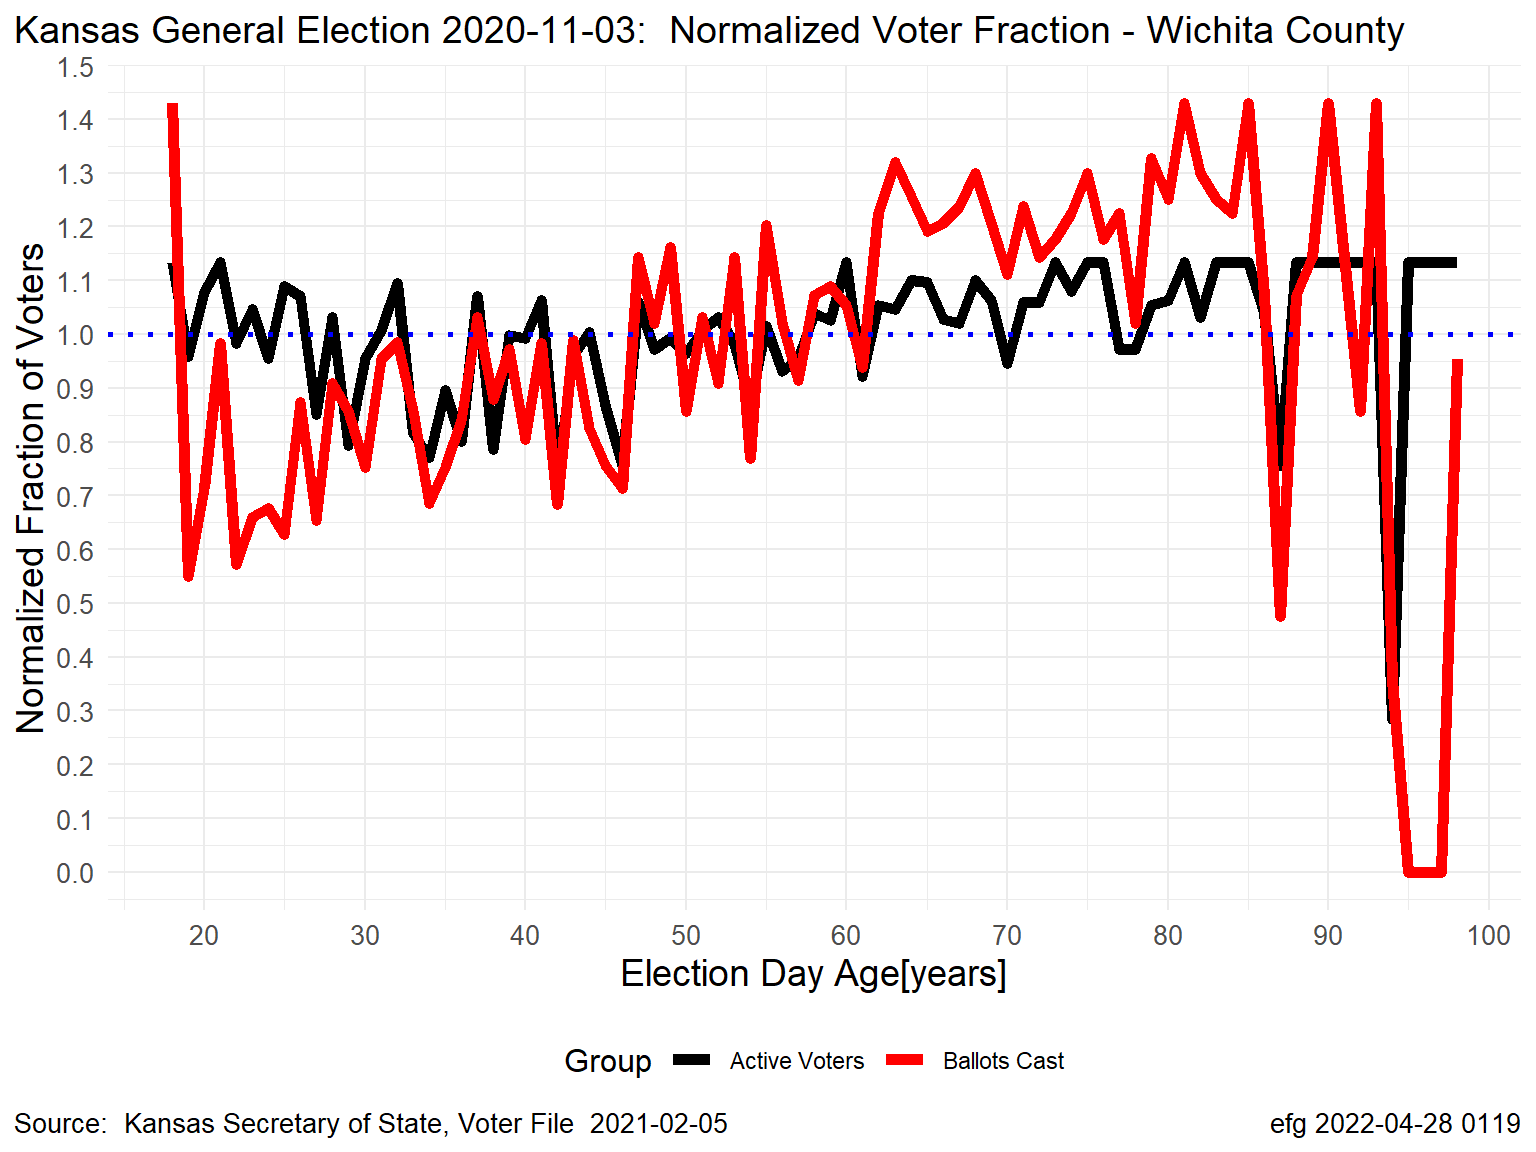 Kansas General Election 2020-11-03:  Normalized Voter Fraction - Wichita County
1.5
1.4
1.3
1.2
1.1
1.0
0.9
0.8
0.7
0.6
0.5
0.4
0.3
0.2
0.1
0.0
Normalized Fraction of Voters
20 30 40 50 60 70 80 90 100
Election Day Age[years]
Group Active Voters Ballots Cast
Source:  Kansas Secretary of State, Voter File  2021-02-05
efg 2022-04-28 0119